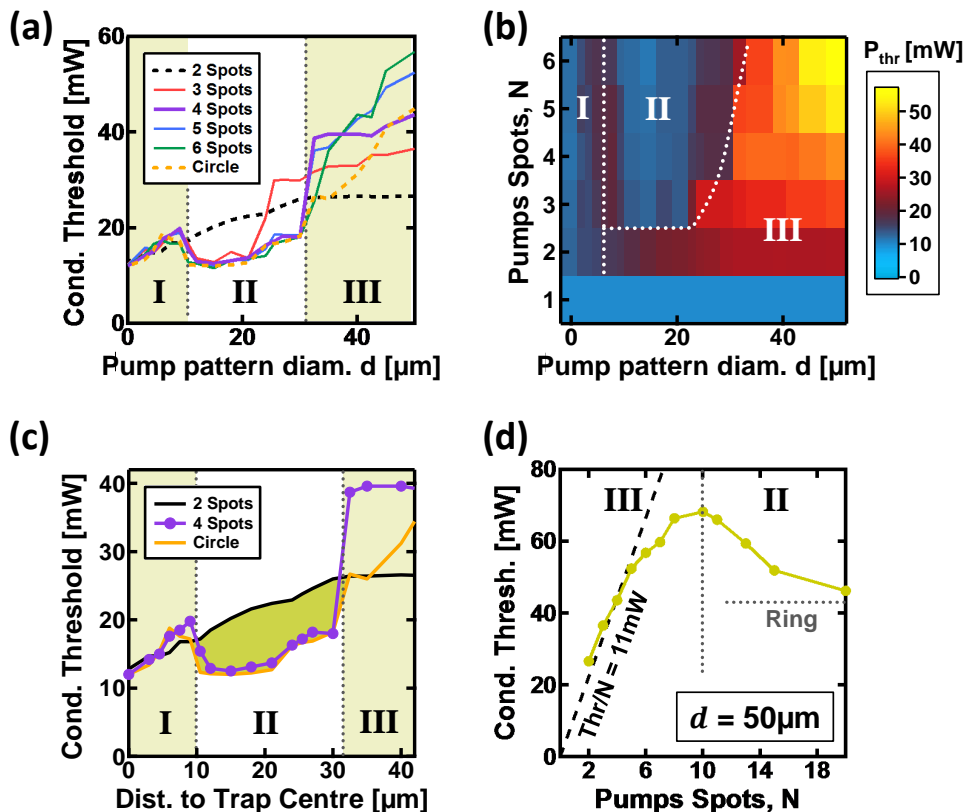 (a)
Cond. Threshold [mW]
60
40
20
0
2 Spots
3 Spots
4 Spots
5 Spots
6 Spots
Circle
I
II
III
0
20
40
Pump pattern diam. d [µm]
(b)
Pumps Spots, N
6
5
4
3
2
1
I
II
III
0
20
40
Pump pattern diam. d [µm]
Pthr [mW]
50
40
30
20
10
0
(c)
Cond. Threshold [mW]
40
30
20
10
0
2 Spots
4 Spots
Circle
I
II
III
0
10
20
30
40
Dist. to Trap Centre [µm]
(d)
Cond. Thresh. [mW]
80
60
40
20
0
III
II
Thr/N = 11mW
Ring
d = 50µm
2
6
10
14
18
Pumps Spots, N